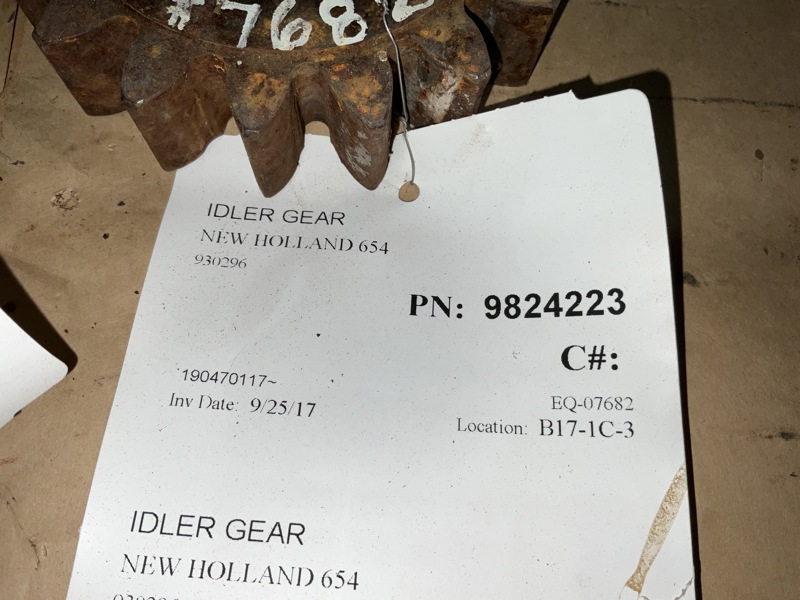 #7682
IDLER GEAR
NEW HOLLAND 654
930296
PN: 9824223
C#:
190470117~
EQ-07682
Inv Date: 9/25/17
Location: B17-1C-3
IDLER GEAR
NEW HOLLAND 654